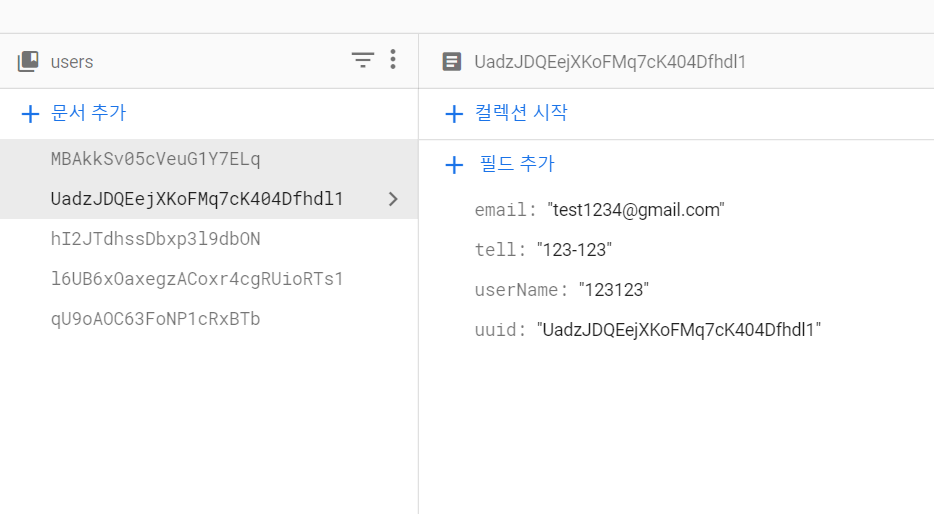 users
문서 추가
MBAkkSv05cVeuG1Y7ELq
UadzJDQEejXKoFMq7cK404Dfhdl1
hI2JTdhssDbxp3l9dbON
l6UB6xOaxegzACoxr4cgRUioRTs1
qU9oAOC63FoNP1cRxBTb
UadzJDQEejXKoFMq7cK404Dfhdl1
컬렉션 시작
필드 추가
email: "test1234@gmail.com"
tell: "123-123"
userName: "123123"
uuid: "UadzJDQEejXKoFMq7cK404Dfhdl1"